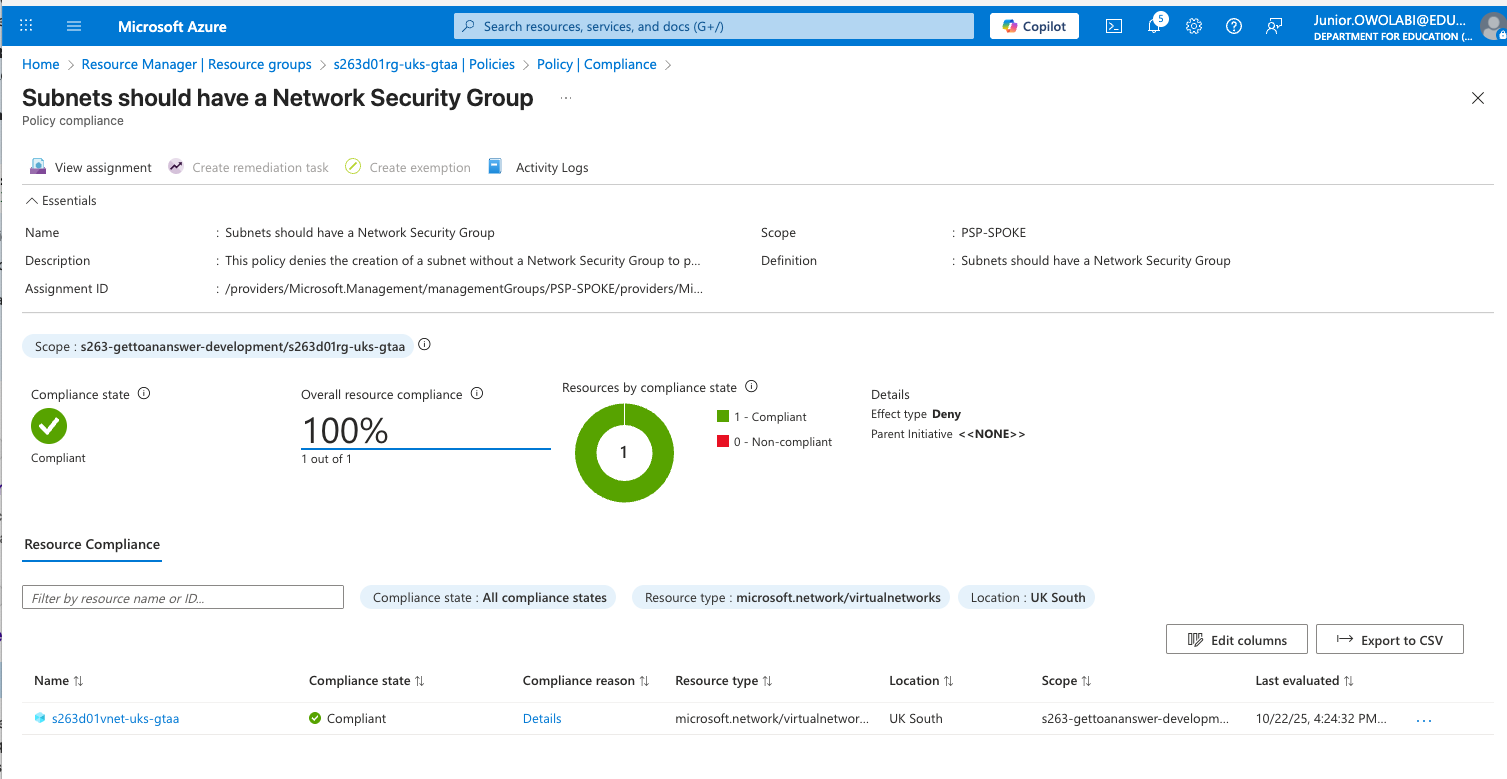 Microsoft Azure
Search resources, services, and docs (G+/)
Copilot
5
Junior.OWOLABI@EDU...
DEPARTMENT FOR EDUCATION (...
Home > Resource Manager | Resource groups > s263d01rg-uks-gtaa | Policies > Policy | Compliance >
Subnets should have a Network Security Group ...
Policy compliance
View assignment Create remediation task Create exemption Activity Logs
Essentials
Name : Subnets should have a Network Security Group Scope : PSP-SPOKE
Description : This policy denies the creation of a subnet without a Network Security Group to p... Definition : Subnets should have a Network Security Group
Assignment ID : /providers/Microsoft.Management/managementGroups/PSP-SPOKE/providers/Mi...
Scope : s263-gettoananswer-development/s263d01rg-uks-gtaa
Compliance state
Compliant
Overall resource compliance
100%
1 out of 1
Resources by compliance state
1
1 - Compliant
0 - Non-compliant
Details
Effect type Deny
Parent Initiative <<NONE>>
Resource Compliance
Filter by resource name or ID...
Compliance state : All compliance states
Resource type : microsoft.network/virtualnetworks
Location : UK South
Edit columns
Export to CSV
Name Compliance state Compliance reason Resource type Location Scope Last evaluated
s263d01vnet-uks-gtaa Compliant Details microsoft.network/virtualnetwor... UK South s263-gettoananswer-developm... 10/22/25, 4:24:32 PM... ...